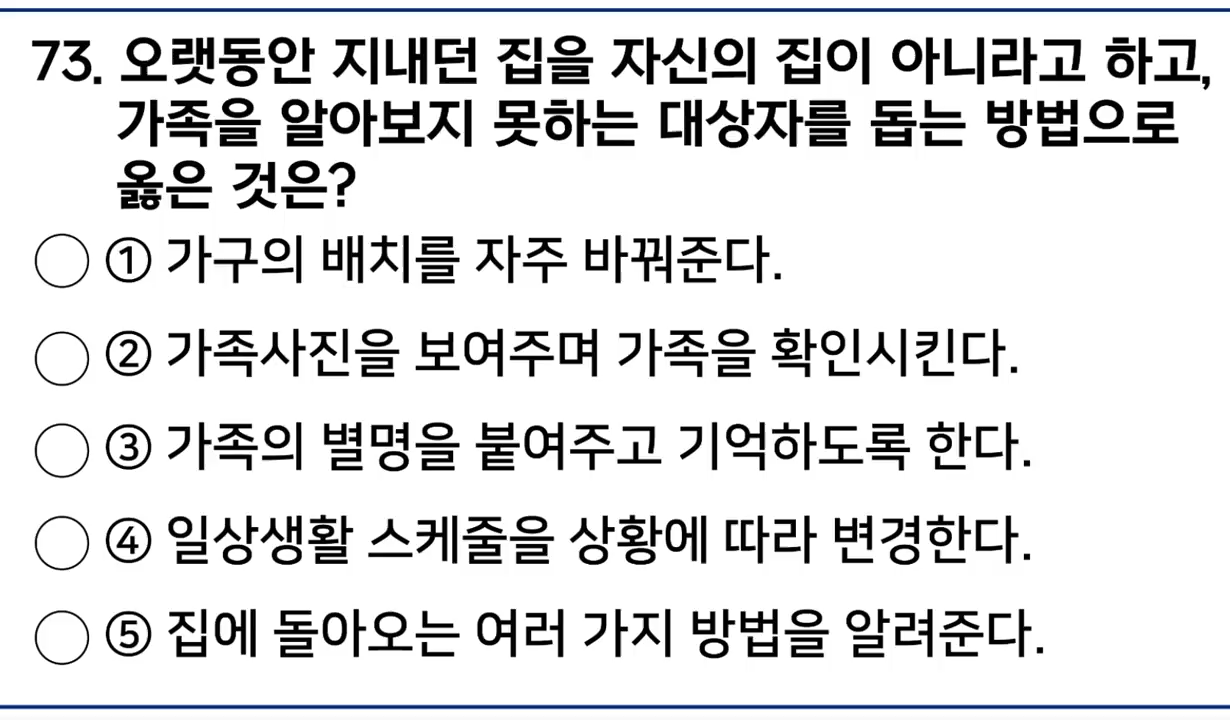 73. 오랫동안 지내던 집을 자신의 집이 아니라고 하고,
가족을 알아보지 못하는 대상자를 돕는 방법으로
옳은 것은?
① 가구의 배치를 자주 바꿔준다.
② 가족사진을 보여주며 가족을 확인시킨다.
③ 가족의 별명을 붙여주고 기억하도록 한다.
④ 일상생활 스케줄을 상황에 따라 변경한다.
⑤ 집에 돌아오는 여러 가지 방법을 알려준다.